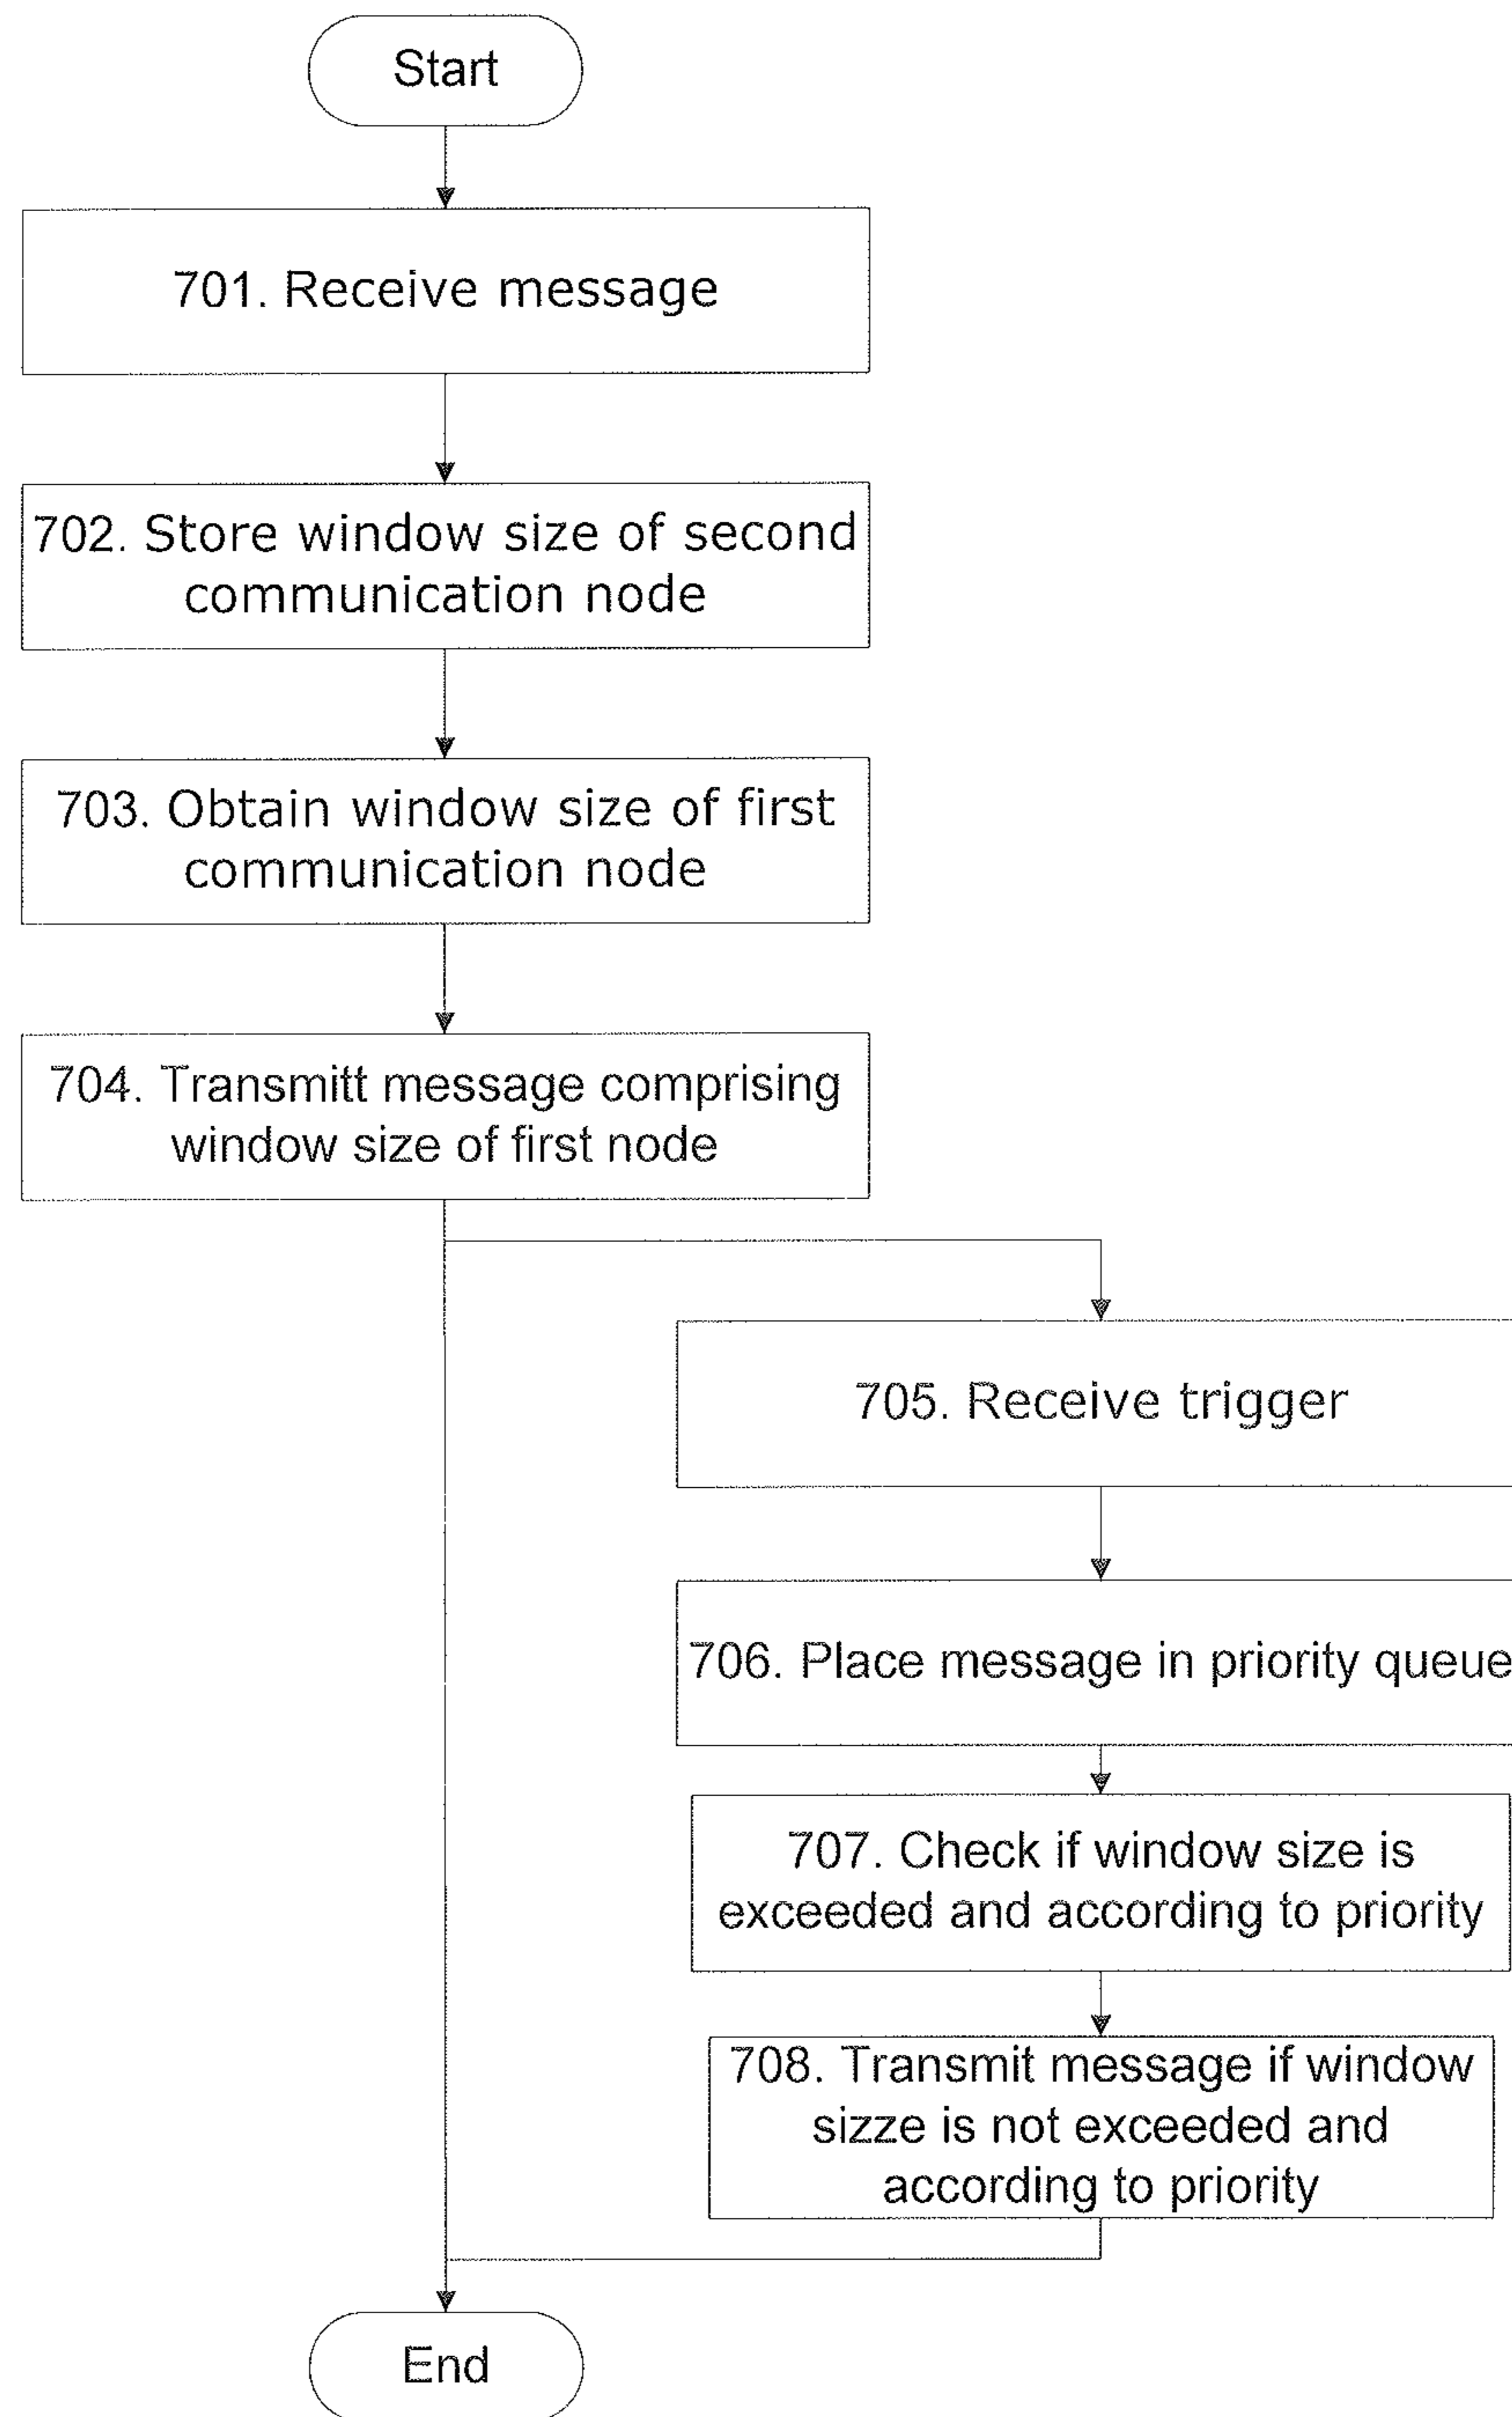 Start
701. Receive message
702. Store window size of second
communication node
703. Obtain window size of first
communication node
704. Transmitt message comprising
window size of first node
705. Receive trigger
706. Place message in priority queue
707. Check if window size is
exceeded and according to priority
708. Transmit message if window
sizze is not exceeded and
according to priority
End